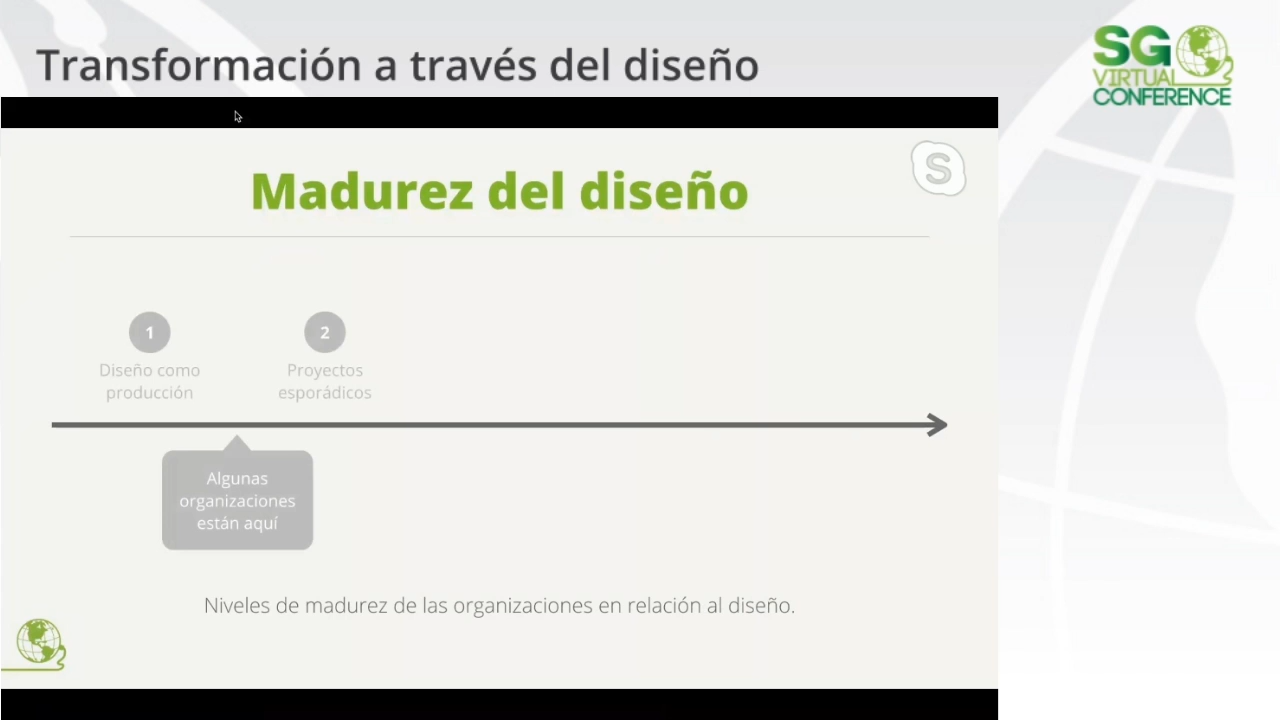 Transformación a través del diseño
SG
VIRTUAL
CONFERENCE
Madurez del diseño
S
1
2
Diseño como
producción
Proyectos
esporádicos
Algunas
organizaciones
están aquí
Niveles de madurez de las organizaciones en relación al diseño.